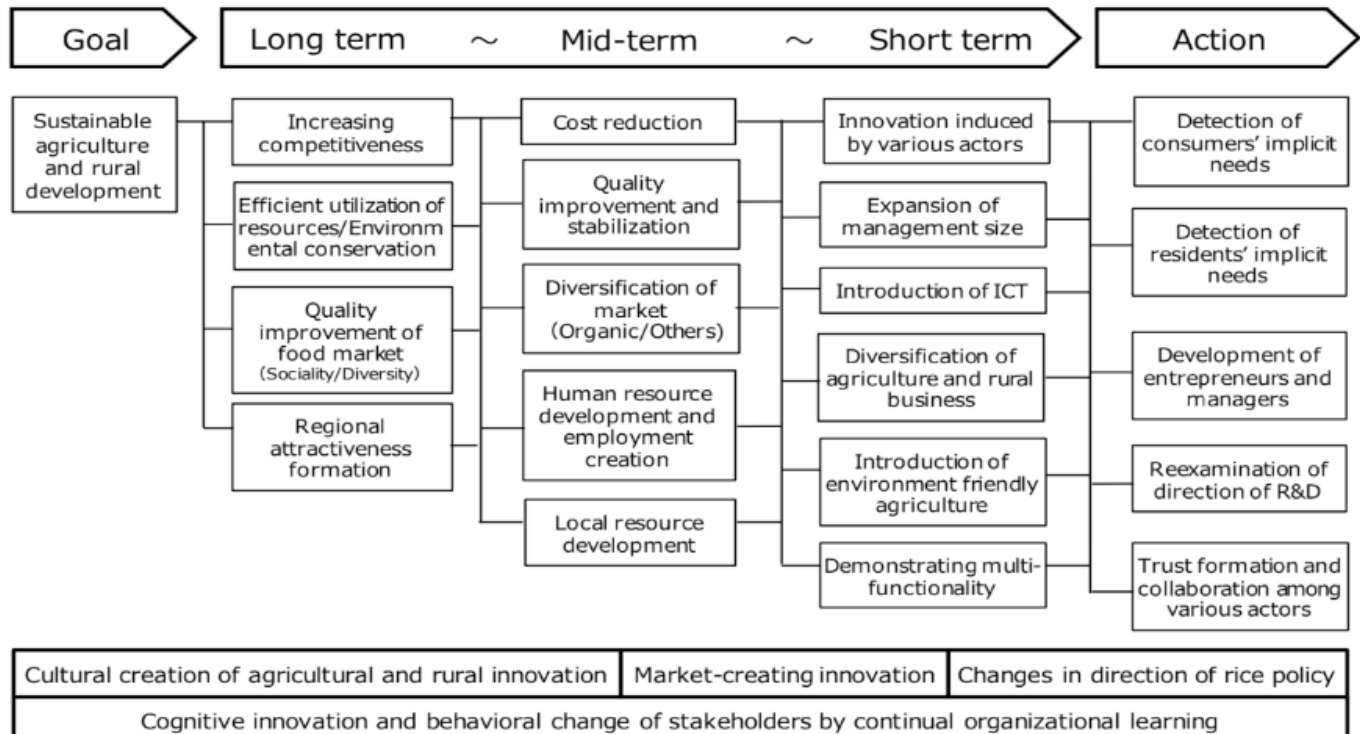 Goal
Long term ～ Mid-term ～ Short term
Action
Sustainable
agriculture
and rural
development
Increasing
competitiveness
Efficient utilization of
resources/Environm
ental conservation
Quality
improvement of
food market
(Sociality/Diversity)
Regional
attractiveness
formation
Cost reduction
Quality
improvement and
stabilization
Diversification of
market
(Organic/Others)
Human resource
development and
employment
creation
Local resource
development
Innovation induced
by various actors
Expansion of
management size
Introduction of ICT
Diversification of
agriculture and rural
business
Introduction of
environment friendly
agriculture
Demonstrating multi-
functionality
Detection of
consumers’ implicit
needs
Detection of
residents’ implicit
needs
Development of
entrepreneurs and
managers
Reexamination of
direction of R&D
Trust formation and
collaboration among
various actors
Cultural creation of agricultural and rural innovation
Market-creating innovation
Changes in direction of rice policy
Cognitive innovation and behavioral change of stakeholders by continual organizational learning